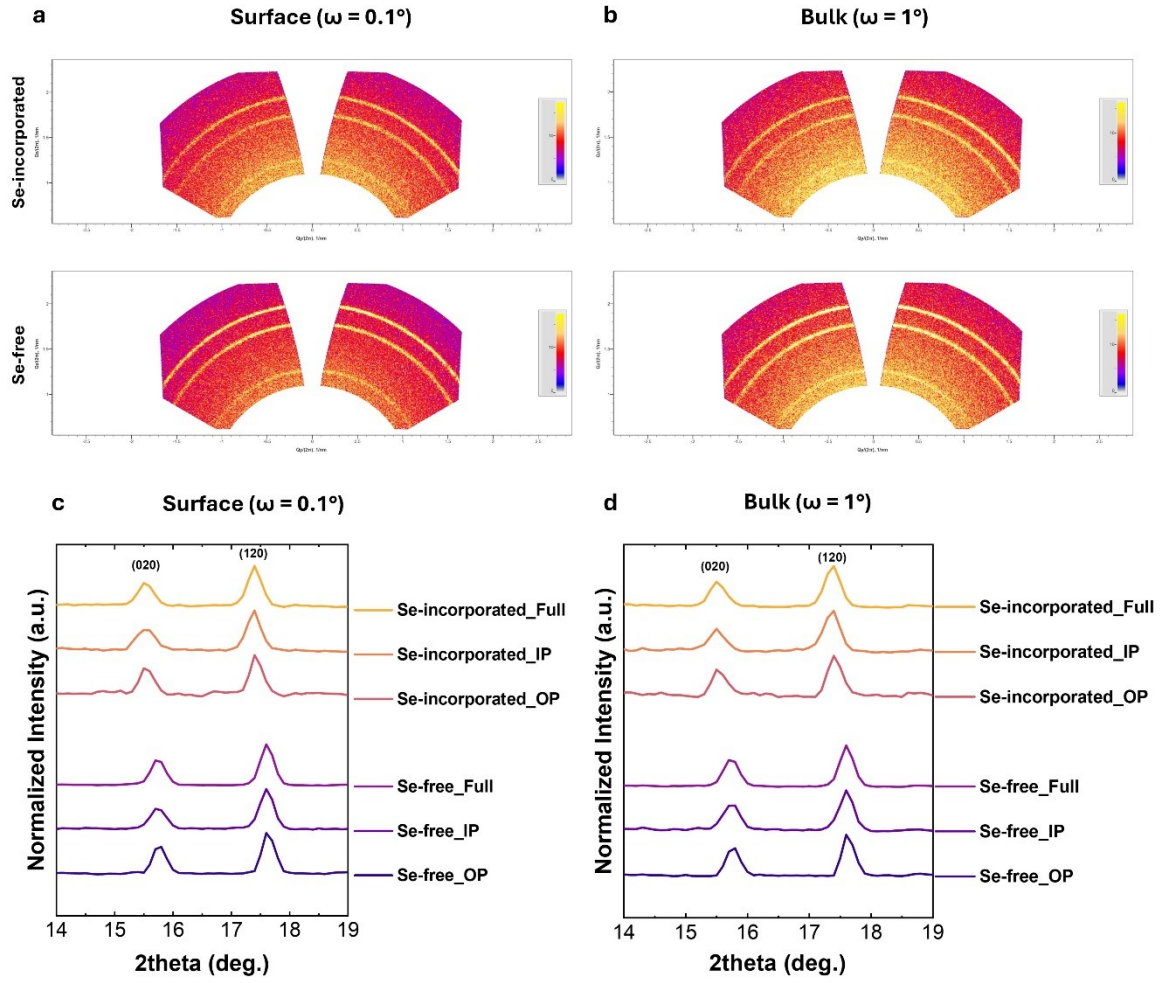 a
Surface (ω = 0.1°)
b
Bulk (ω = 1°)
Se-incorporated
Se-free
c
Surface (ω = 0.1°)
d
Bulk (ω = 1°)
Normalized Intensity (a.u.)
(020)
(120)
Se-incorporated_Full
Se-incorporated_IP
Se-incorporated_OP
Se-free_Full
Se-free_IP
Se-free_OP
14 15 16 17 18 19
2theta (deg.)
Normalized Intensity (a.u.)
(020)
(120)
Se-incorporated_Full
Se-incorporated_IP
Se-incorporated_OP
Se-free_Full
Se-free_IP
Se-free_OP
14 15 16 17 18 19
2theta (deg.)